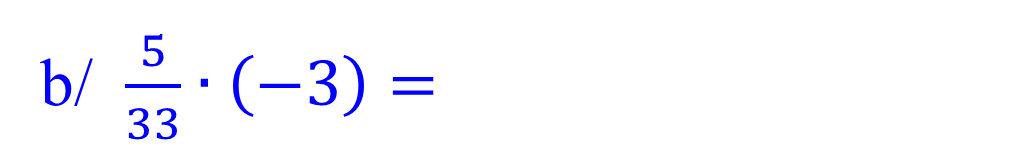 b/ 5/33 · (−3) =